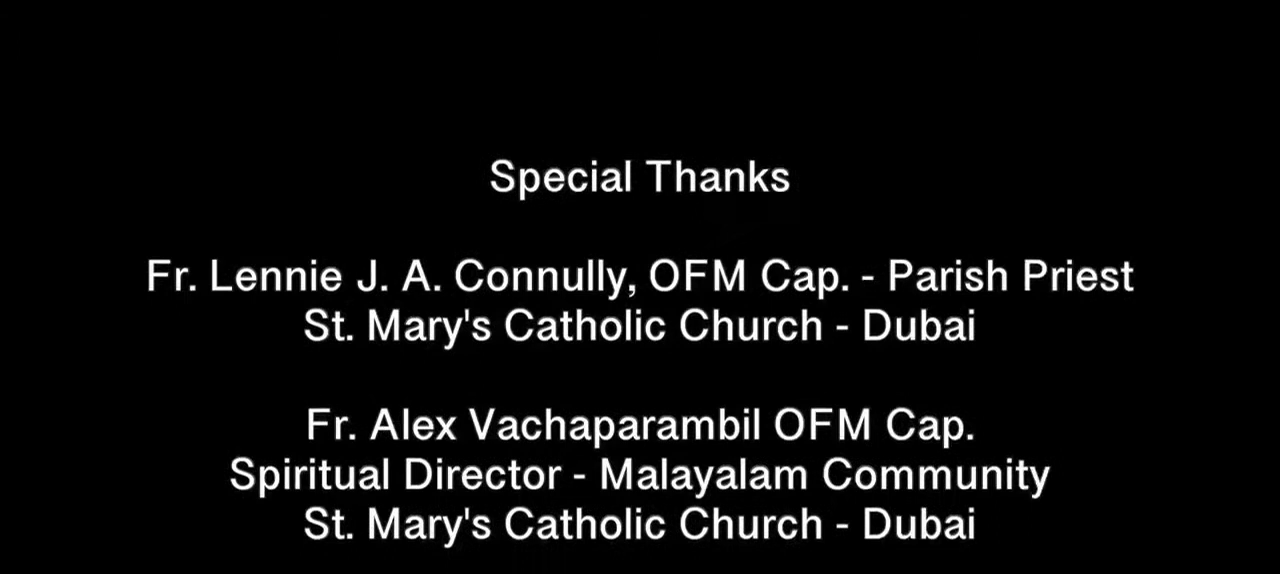 Special Thanks
Fr. Lennie J. A. Connully, OFM Cap. - Parish Priest
St. Mary's Catholic Church - Dubai
Fr. Alex Vachaparambil OFM Cap.
Spiritual Director - Malayalam Community
St. Mary's Catholic Church - Dubai